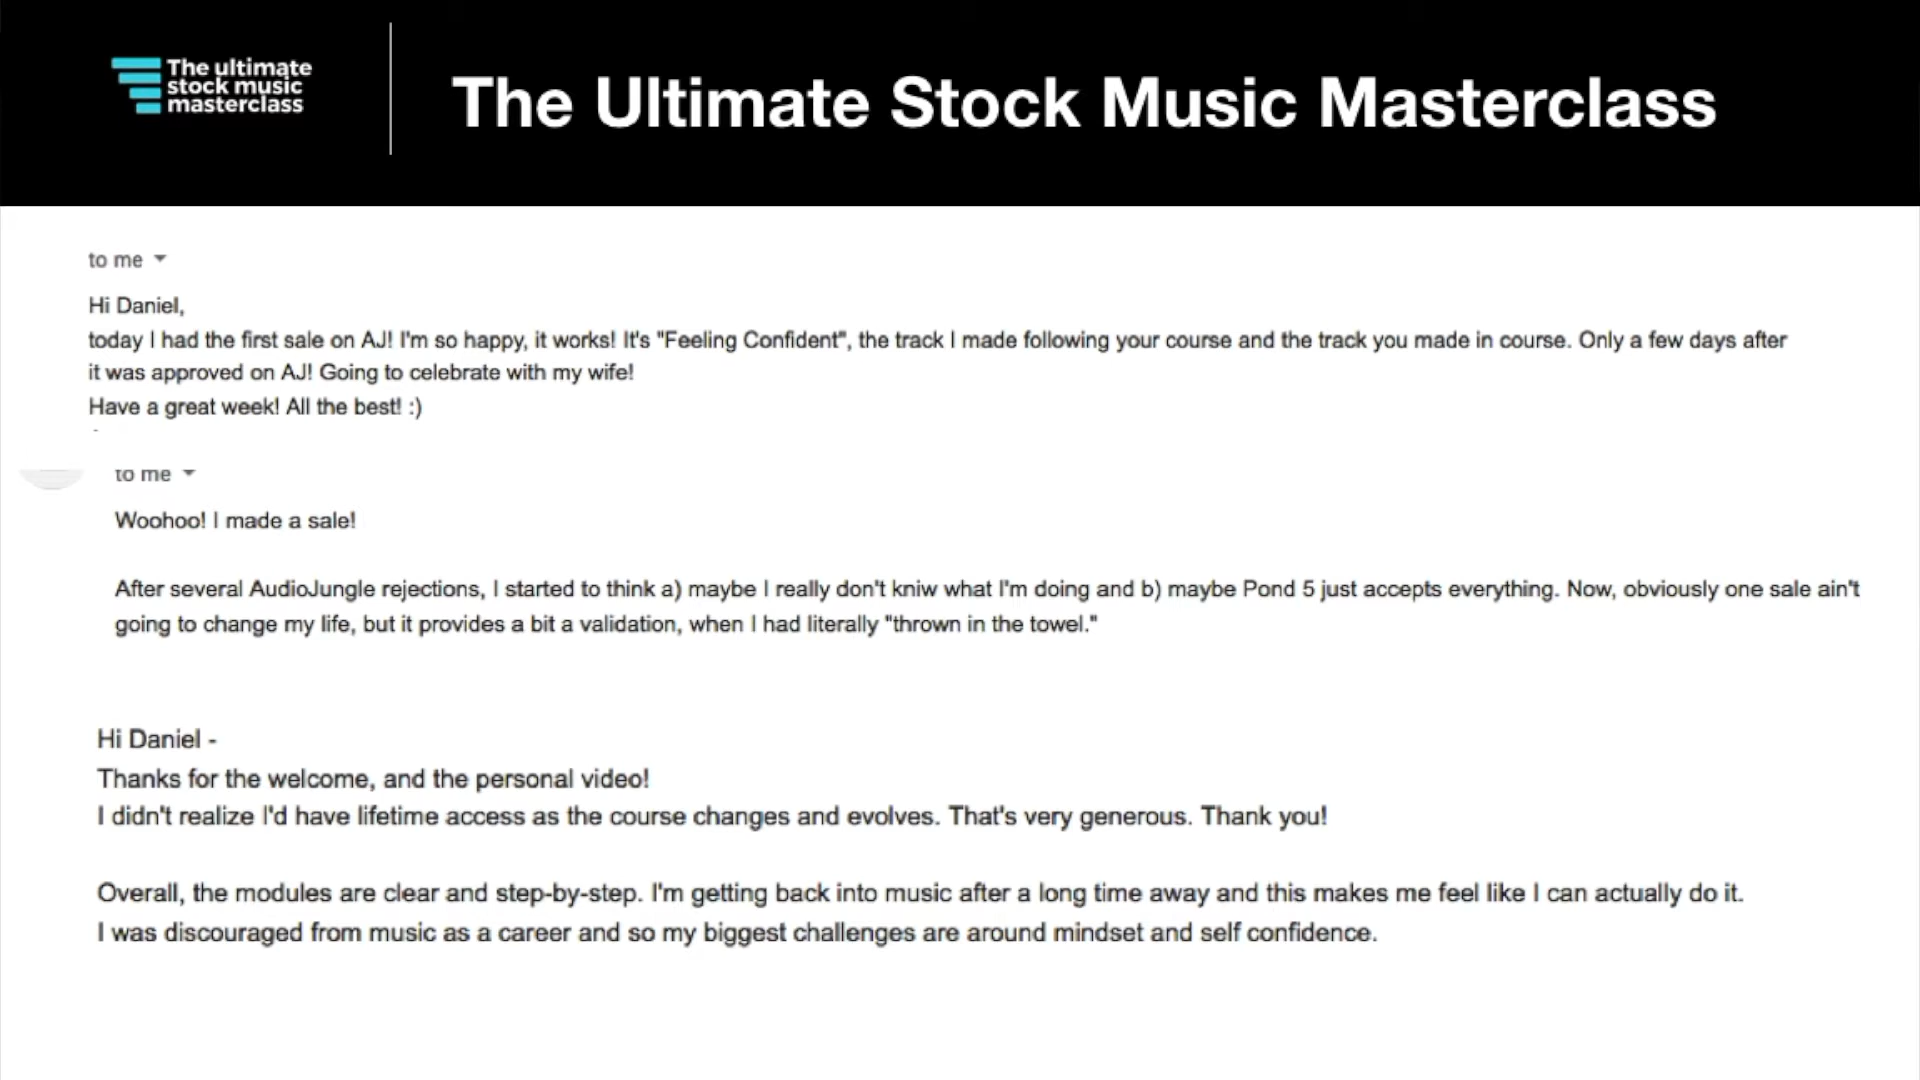 The ultimate
stock music
masterclass
The Ultimate Stock Music Masterclass
to me
Hi Daniel,
today I had the first sale on AJ! I'm so happy, it works! It's "Feeling Confident", the track I made following your course and the track you made in course. Only a few days after
it was approved on AJ! Going to celebrate with my wife!
Have a great week! All the best! :)
to me
Woohoo! I made a sale!
After several AudioJungle rejections, I started to think a) maybe I really don't kniw what I'm doing and b) maybe Pond 5 just accepts everything. Now, obviously one sale ain't
going to change my life, but it provides a bit a validation, when I had literally "thrown in the towel."
Hi Daniel -
Thanks for the welcome, and the personal video!
I didn't realize I'd have lifetime access as the course changes and evolves. That's very generous. Thank you!
Overall, the modules are clear and step-by-step. I'm getting back into music after a long time away and this makes me feel like I can actually do it.
I was discouraged from music as a career and so my biggest challenges are around mindset and self confidence.